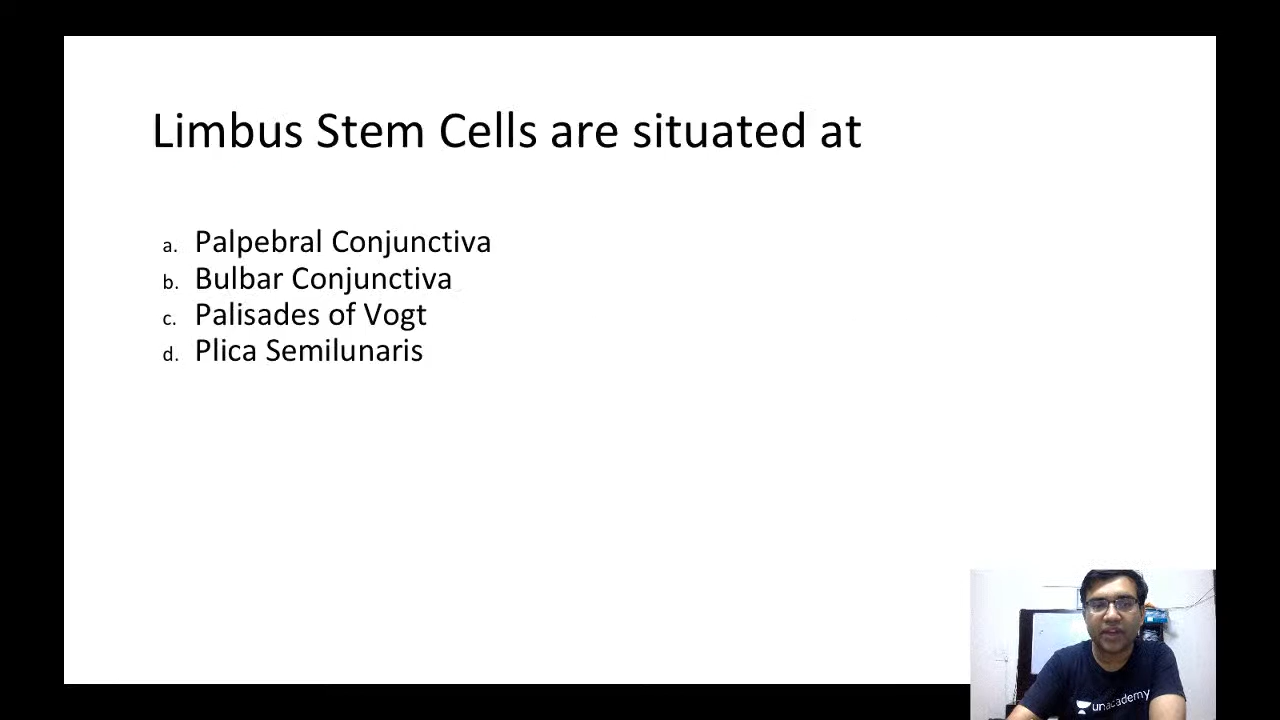 Limbus Stem Cells are situated at
a. Palpebral Conjunctiva
b. Bulbar Conjunctiva
c. Palisades of Vogt
d. Plica Semilunaris
unacademy